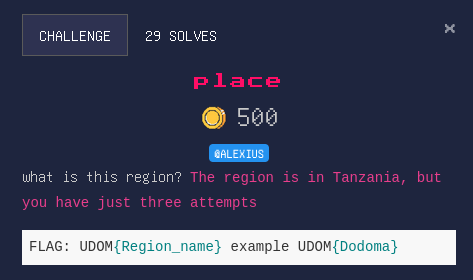 CHALLENGE 29 SOLVES ×
place
500
@ALEXIUS
what is this region? The region is in Tanzania, but
you have just three attempts
FLAG: UDOM{Region_name} example UDOM{Dodoma}